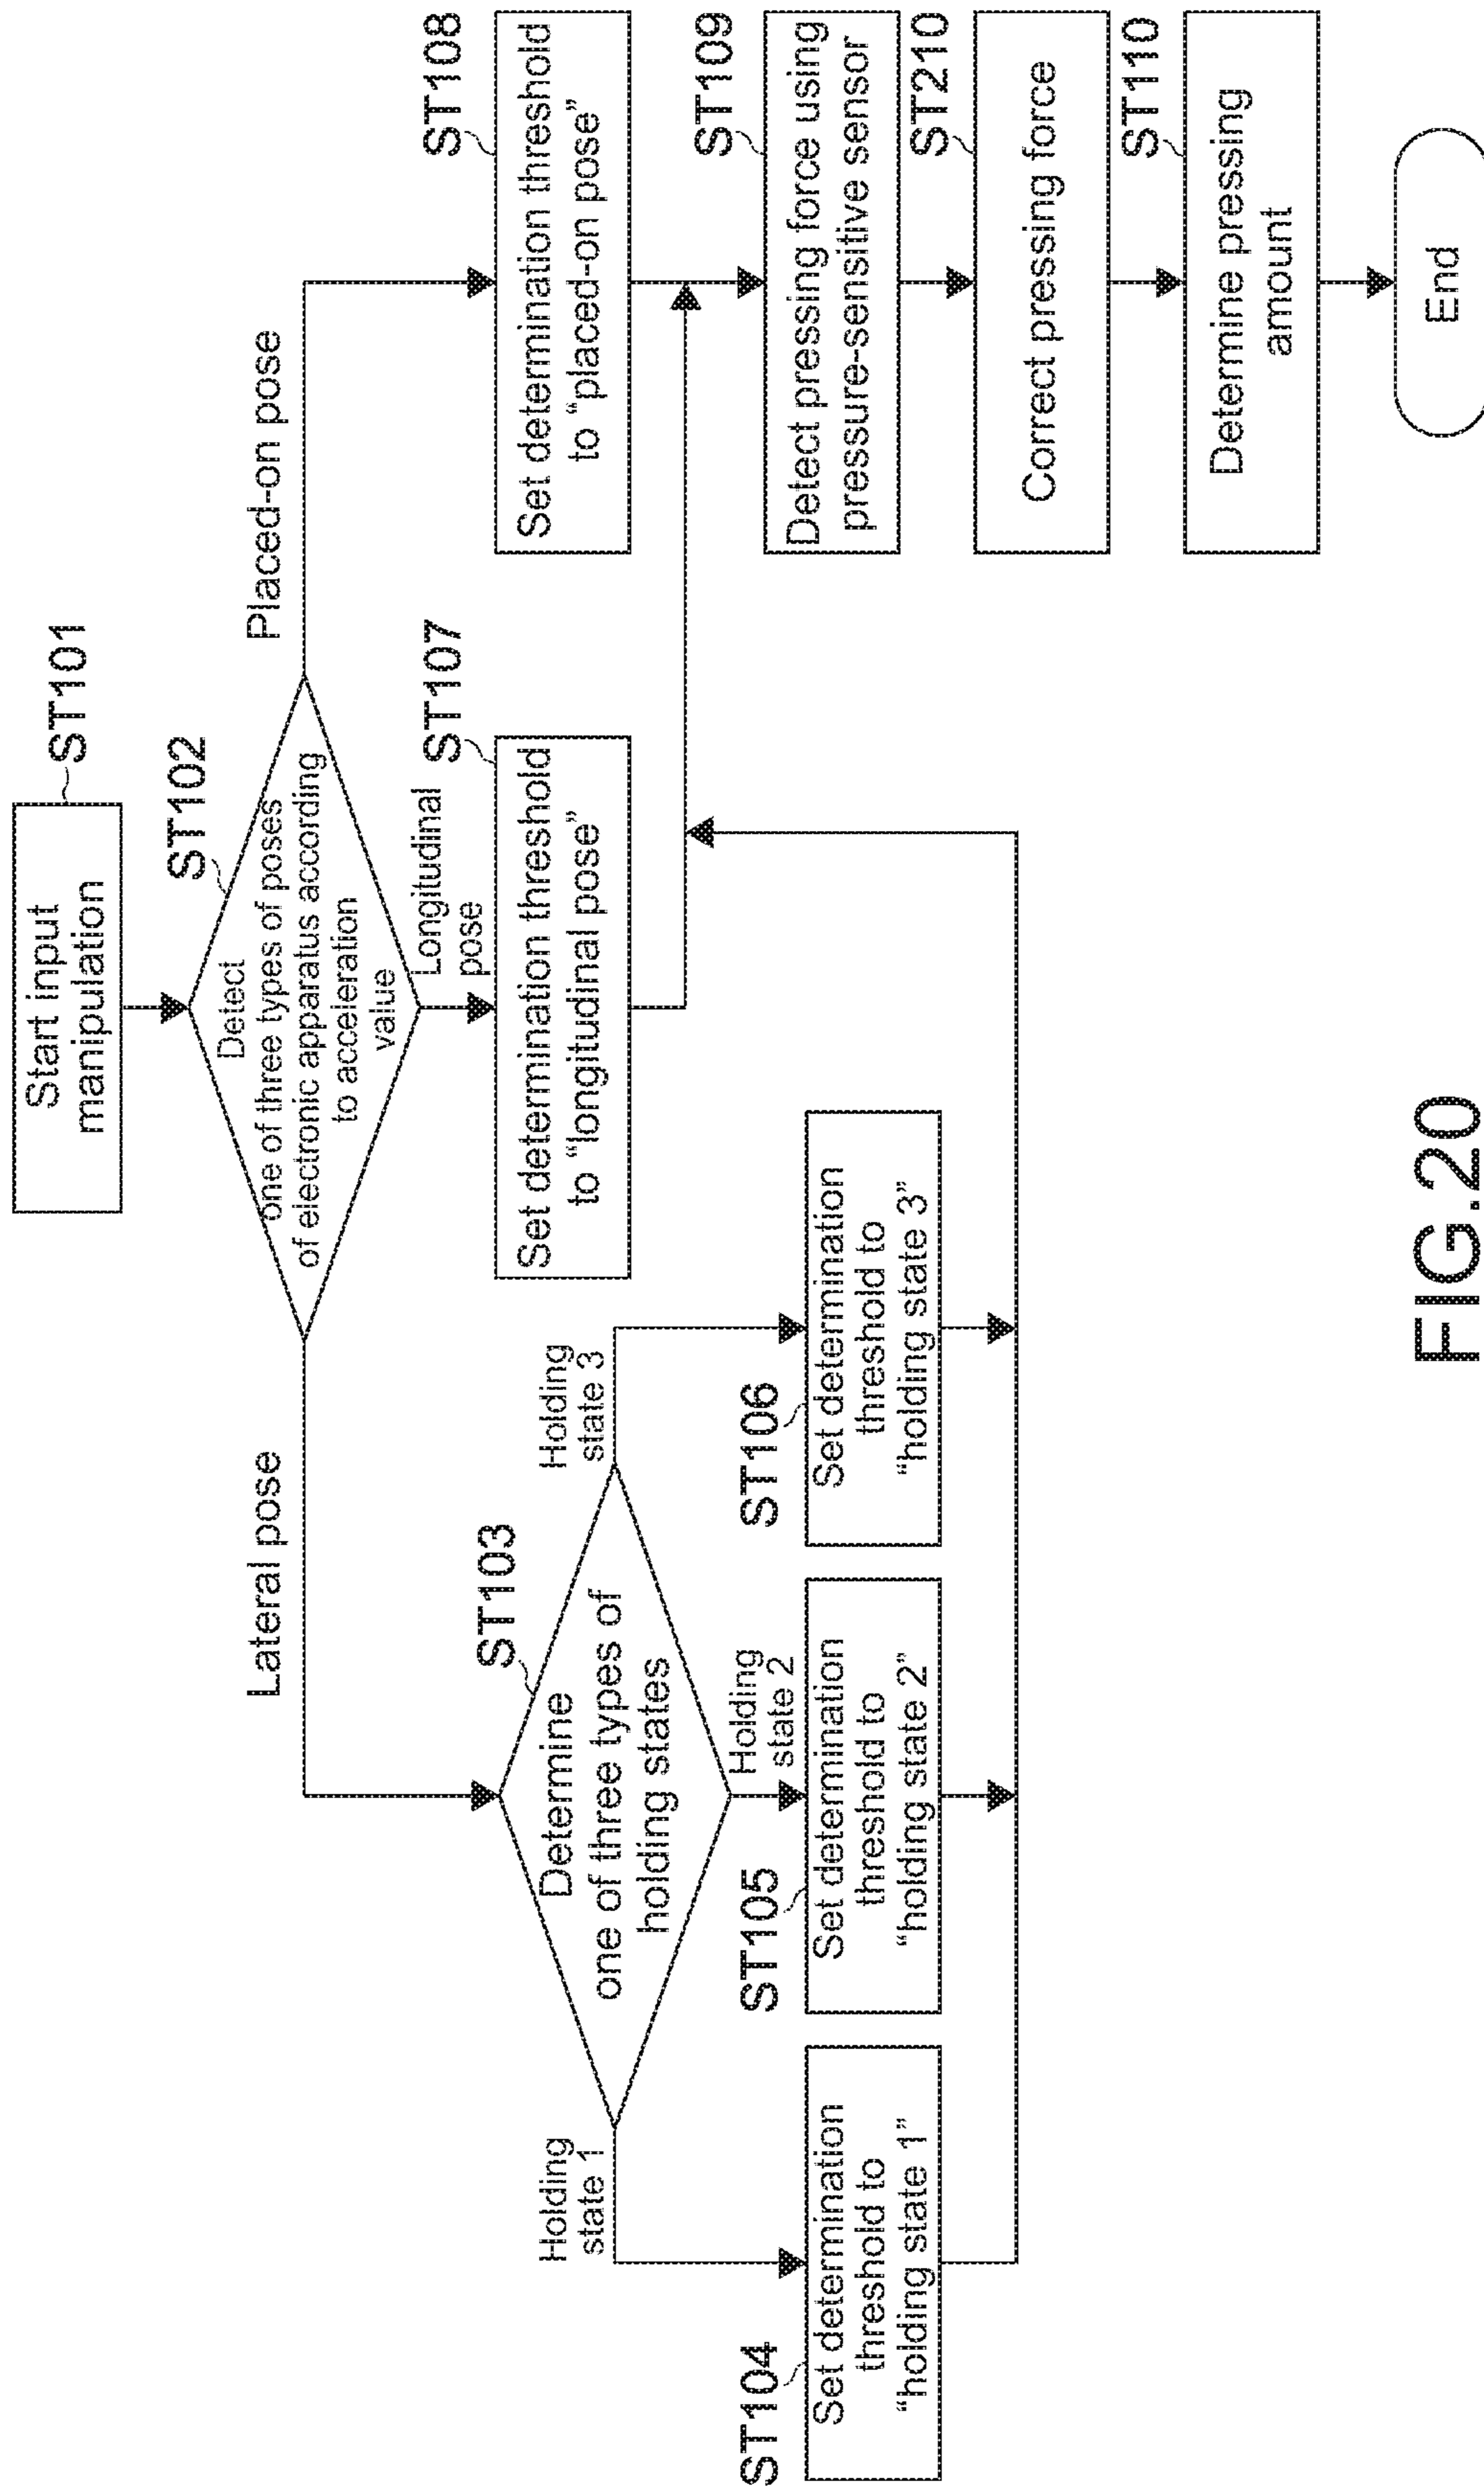 Start input
manipulation
ST101
Detect
one of three types of poses
of electronic apparatus according
to acceleration
value
ST102
Lateral pose
Longitudinal
pose
Placed-on pose
Determine
one of three types of
holding states
ST103
Holding
state 1
Holding
state 2
Holding
state 3
ST104
Set determination
threshold to
“holding state 1”
ST105
Set determination
threshold to
“holding state 2”
ST106
Set determination
threshold to
“holding state 3”
ST107
Set determination threshold
to “longitudinal pose”
ST108
Set determination threshold
to “placed-on pose”
ST109
Detect pressing force using
pressure-sensitive sensor
ST210
Correct pressing force
ST110
Determine pressing
amount
End
FIG.20